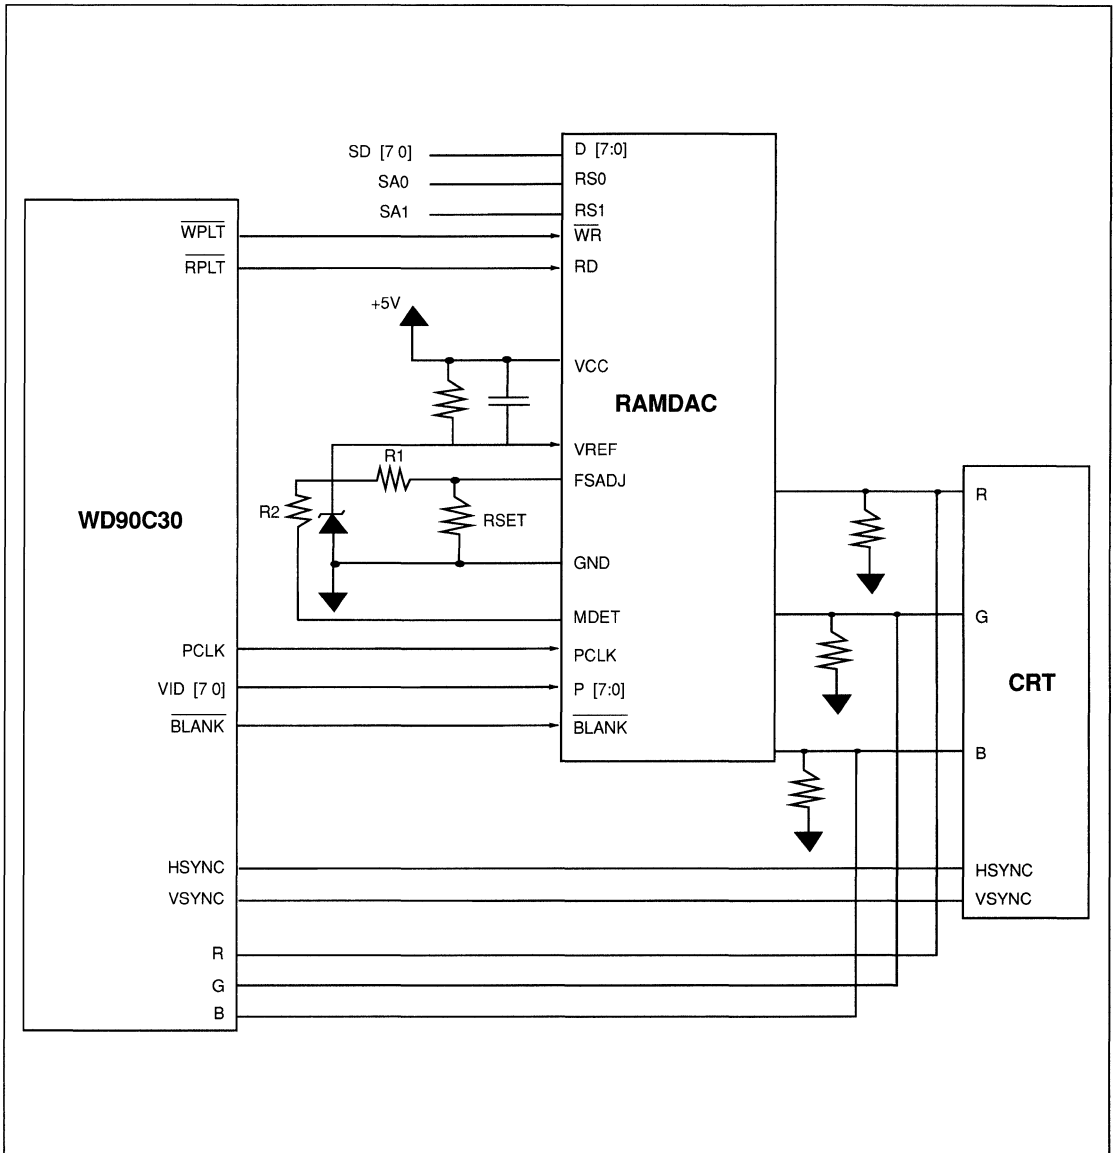 SD [7 0]
SA0
SA1
D [7:0]
RS0
RS1
WR
RD
WPLT
RPLT
+5V
VCC
RAMDAC
VREF
R1
FSADJ
R2
RSET
WD90C30
GND
MDET
PCLK
PCLK
VID [7 0]
P [7:0]
BLANK
BLANK
R
G
CRT
B
HSYNC
VSYNC
HSYNC
VSYNC
R
G
B